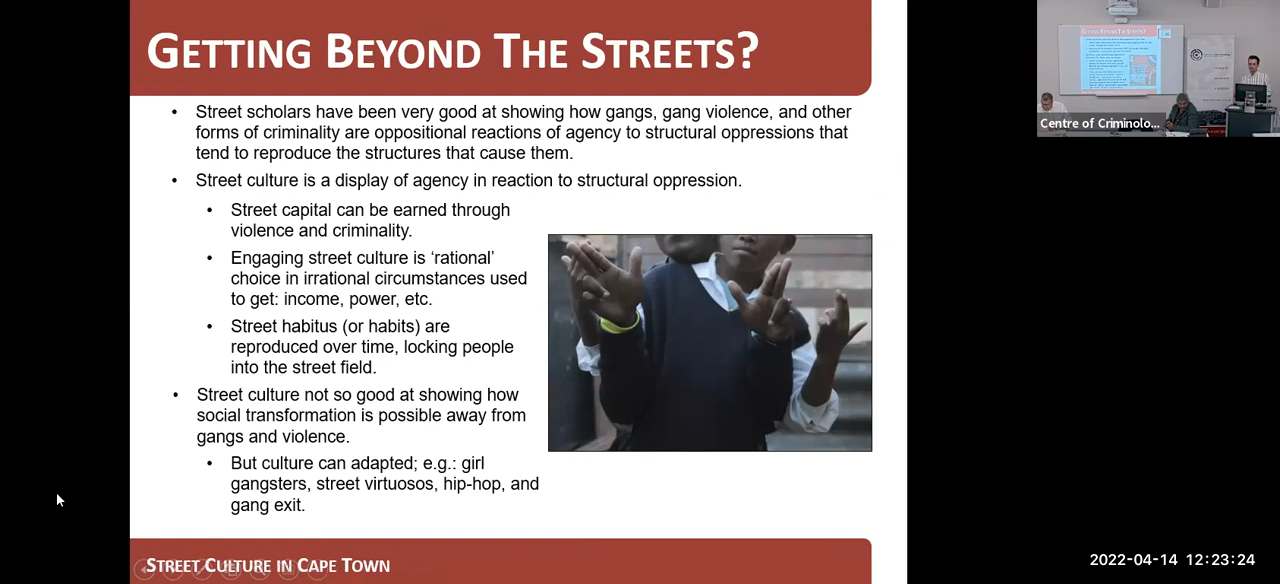 GETTING BEYOND THE STREETS?
• Street scholars have been very good at showing how gangs, gang violence, and other
forms of criminality are oppositional reactions of agency to structural oppressions that
tend to reproduce the structures that cause them.
• Street culture is a display of agency in reaction to structural oppression.
• Street capital can be earned through
violence and criminality.
• Engaging street culture is ‘rational’
choice in irrational circumstances used
to get: income, power, etc.
• Street habitus (or habits) are
reproduced over time, locking people
into the street field.
• Street culture not so good at showing how
social transformation is possible away from
gangs and violence.
• But culture can adapted; e.g.: girl
gangsters, street virtuosos, hip-hop, and
gang exit.
STREET CULTURE IN CAPE TOWN
GETTING BEYOND THE STREETS?
Centre of Criminolo...
2022-04-14 12:23:24